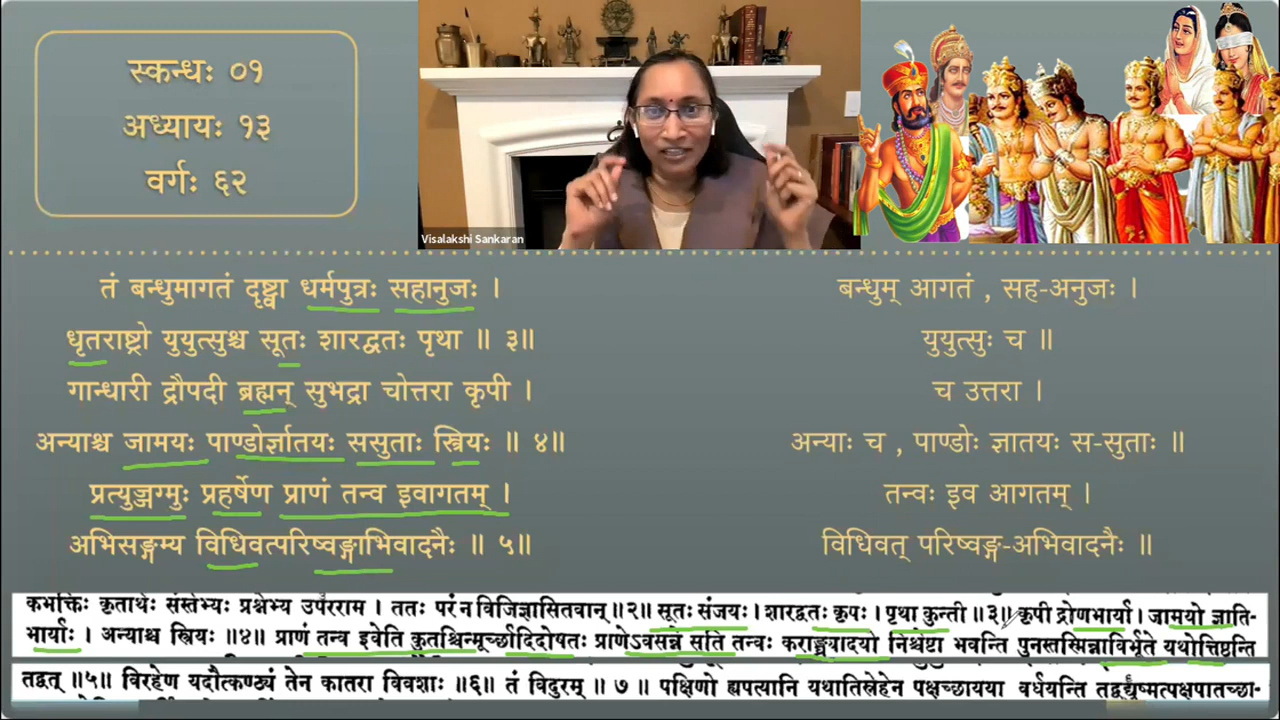 स्कन्धः ०१
अध्यायः १३
वर्गः ६२
Visalakshi Sankaran
तं बन्धुमागतं दृष्ट्वा धर्मपुत्रः सहानुजः ।
धृतराष्ट्रो युयुत्सुश्च सूतः शारद्वतः पृथा ॥ ३॥
गान्धारी द्रौपदी ब्रह्मन् सुभद्रा चोत्तरा कृपी ।
अन्याश्च जामयः पाण्डोर्ज्ञातयः ससुताः स्त्रियः ॥ ४॥
प्रत्युज्जग्मुः प्रहर्षेण प्राणं तन्व इवागतम् ।
अभिसङ्गम्य विधिवत्परिष्वङ्गाभिवादनैः ॥ ५॥
बन्धुम् आगतं , सह-अनुजः ।
युयुत्सुः च ॥
च उत्तरा ।
अन्याः च , पाण्डोः ज्ञातयः स-सुताः ॥
तन्वः इव आगतम् ।
विधिवत् परिष्वङ्ग-अभिवादनैः ॥
कभक्तिः कृतार्थः संस्तेभ्यः प्रश्नेभ्य उपरराम । ततः परं न विजिज्ञासितवान् ॥२॥ सूतः संजयः । शारद्वतः कृपः । पृथा कुन्ती ॥३॥ कृपी द्रोणभार्या । जामयो ज्ञाति-
भार्याः । अन्याश्च स्त्रियः ॥४॥ प्राणं तन्व इवेति कुतश्चिन्मूर्च्छादिदोषतः प्राणेऽवसन्ने सति तन्वः कराङ्घ्र्यादयो निश्चेष्टा भवन्ति पुनस्तस्मिन्नाविर्भूते यथोत्तिष्ठन्ति
तद्वत् ॥५॥ विरहेण यदौत्कण्ठ्यं तेन कातरा विवशाः ॥६॥ तं विदुरम् ॥ ७ ॥ पक्षिणो ह्यपत्यानि यथातिस्नेहेन पक्षच्छायया वर्धयन्ति